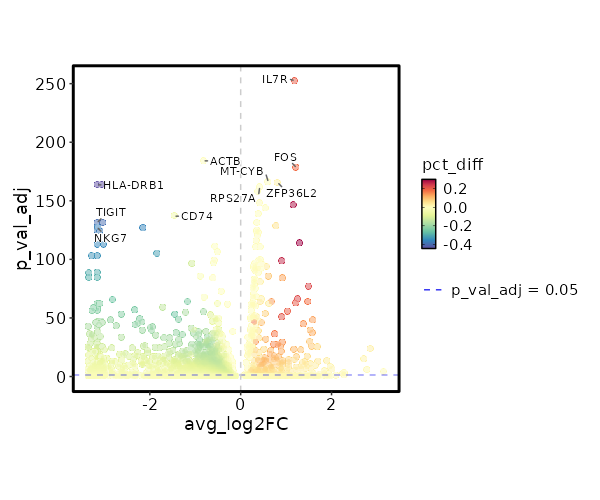 IL7R
ACTB
FOS
MT-CYB
HLA-DRB1
RPS27A
ZFP36L2
TIGIT
CD74
NKG7
250
200
150
100
50
0
p_val_adj
-2
0
2
avg_log2FC
pct_diff
0.2
0.0
-0.2
-0.4
p_val_adj = 0.05